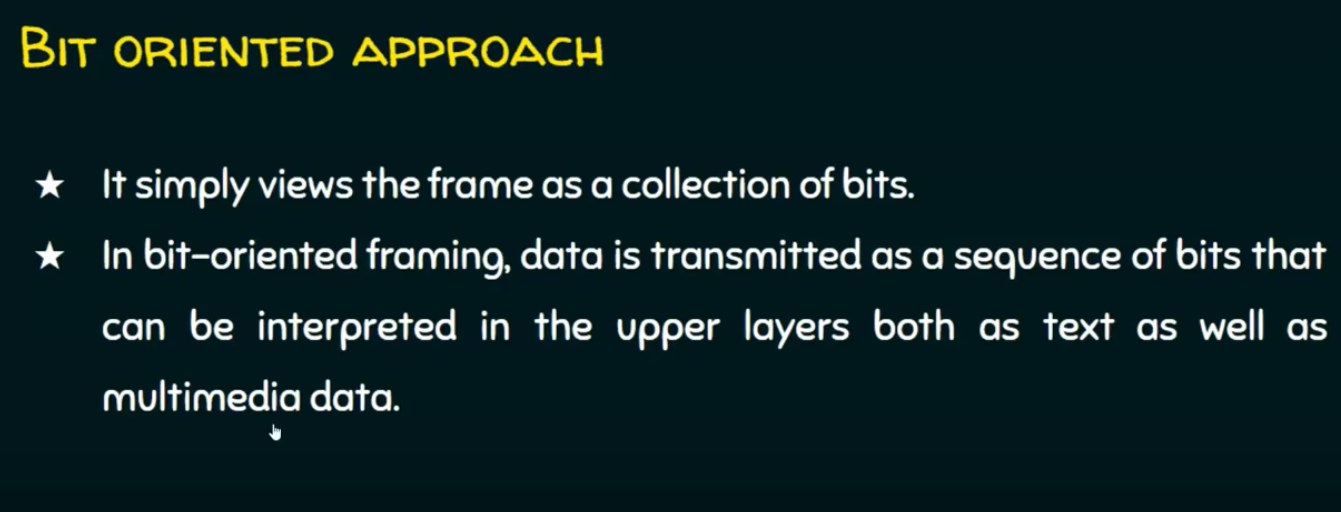 BIT ORIENTED APPROACH
★ It simply views the frame as a collection of bits.
★ In bit-oriented framing, data is transmitted as a sequence of bits that
can be interpreted in the upper layers both as text as well as
multimedia data.